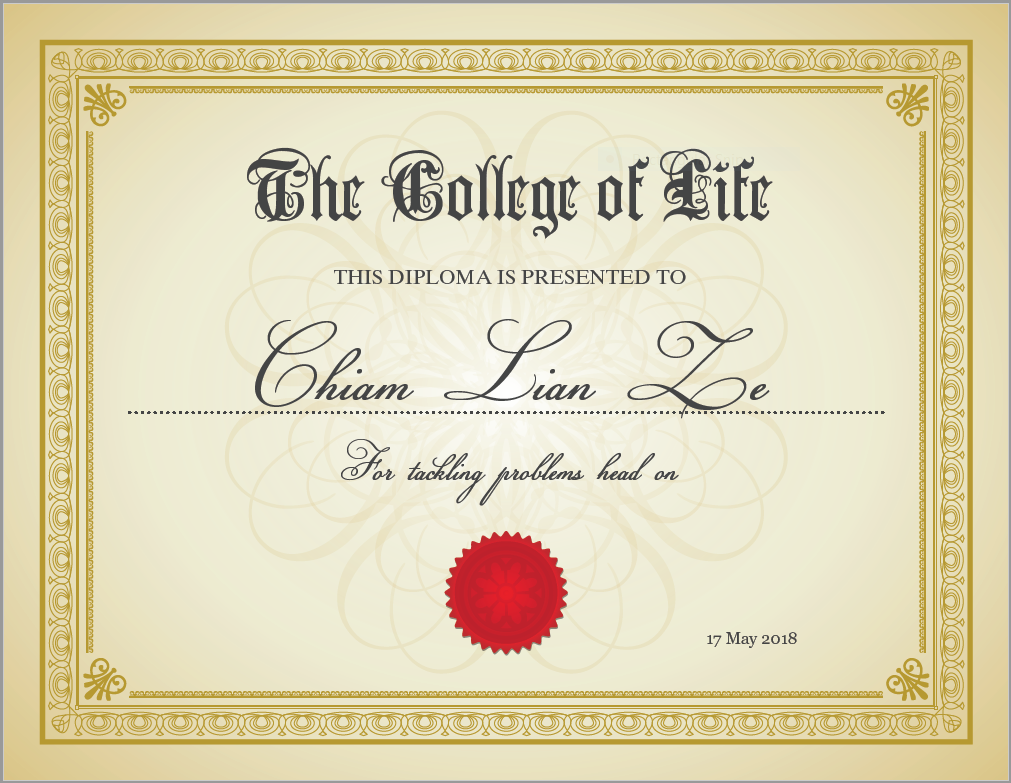 The College of Life
THIS DIPLOMA IS PRESENTED TO
Chiam Lian Ze
For tackling problems head on
17 May 2018